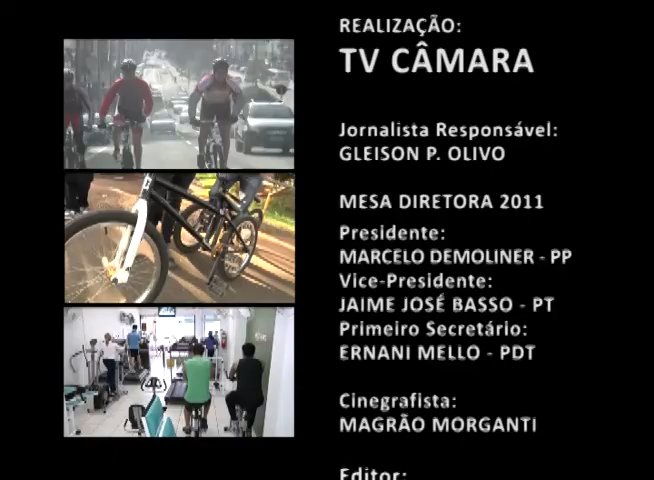 REALIZAÇÃO:
TV CÂMARA
Jornalista Responsável:
GLEISON P. OLIVO
MESA DIRETORA 2011
Presidente:
MARCELO DEMOLINER - PP
Vice-Presidente:
JAIME JOSÉ BASSO - PT
Primeiro Secretário:
ERNANI MELLO - PDT
Cinegrafista:
MAGRÃO MORGANTI
Editor: